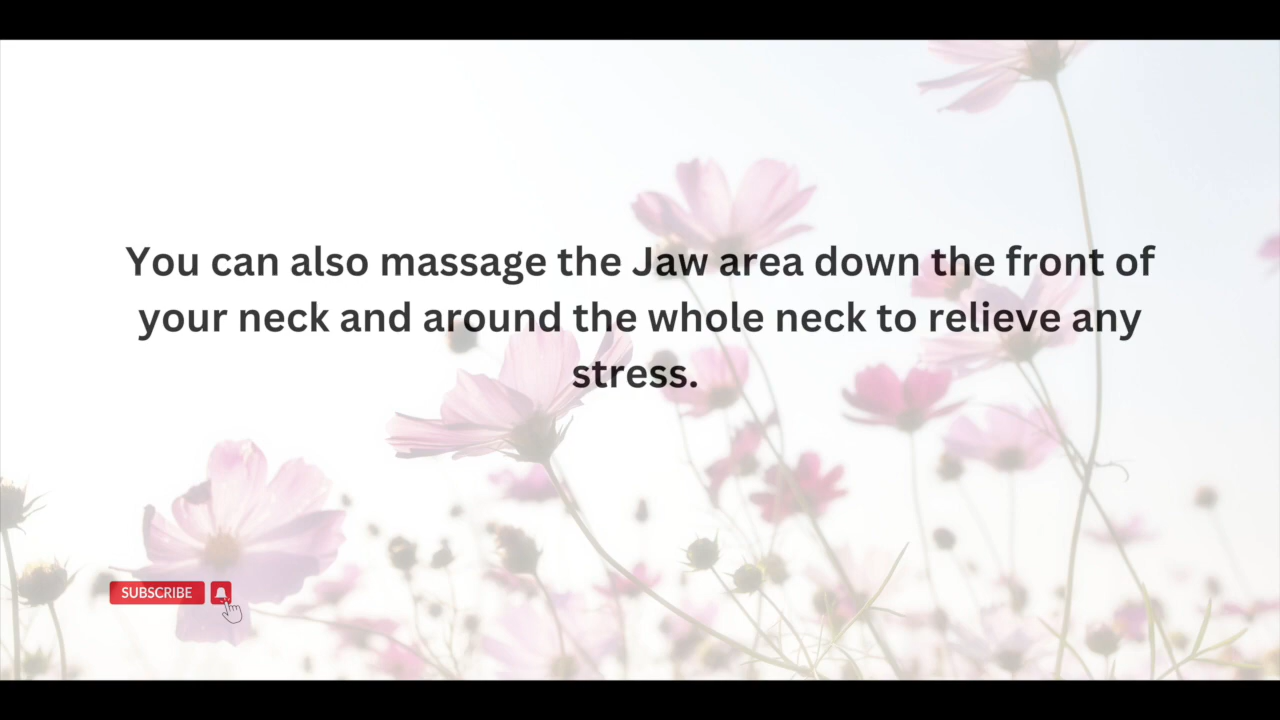 You can also massage the Jaw area down the front of
your neck and around the whole neck to relieve any
stress.
SUBSCRIBE